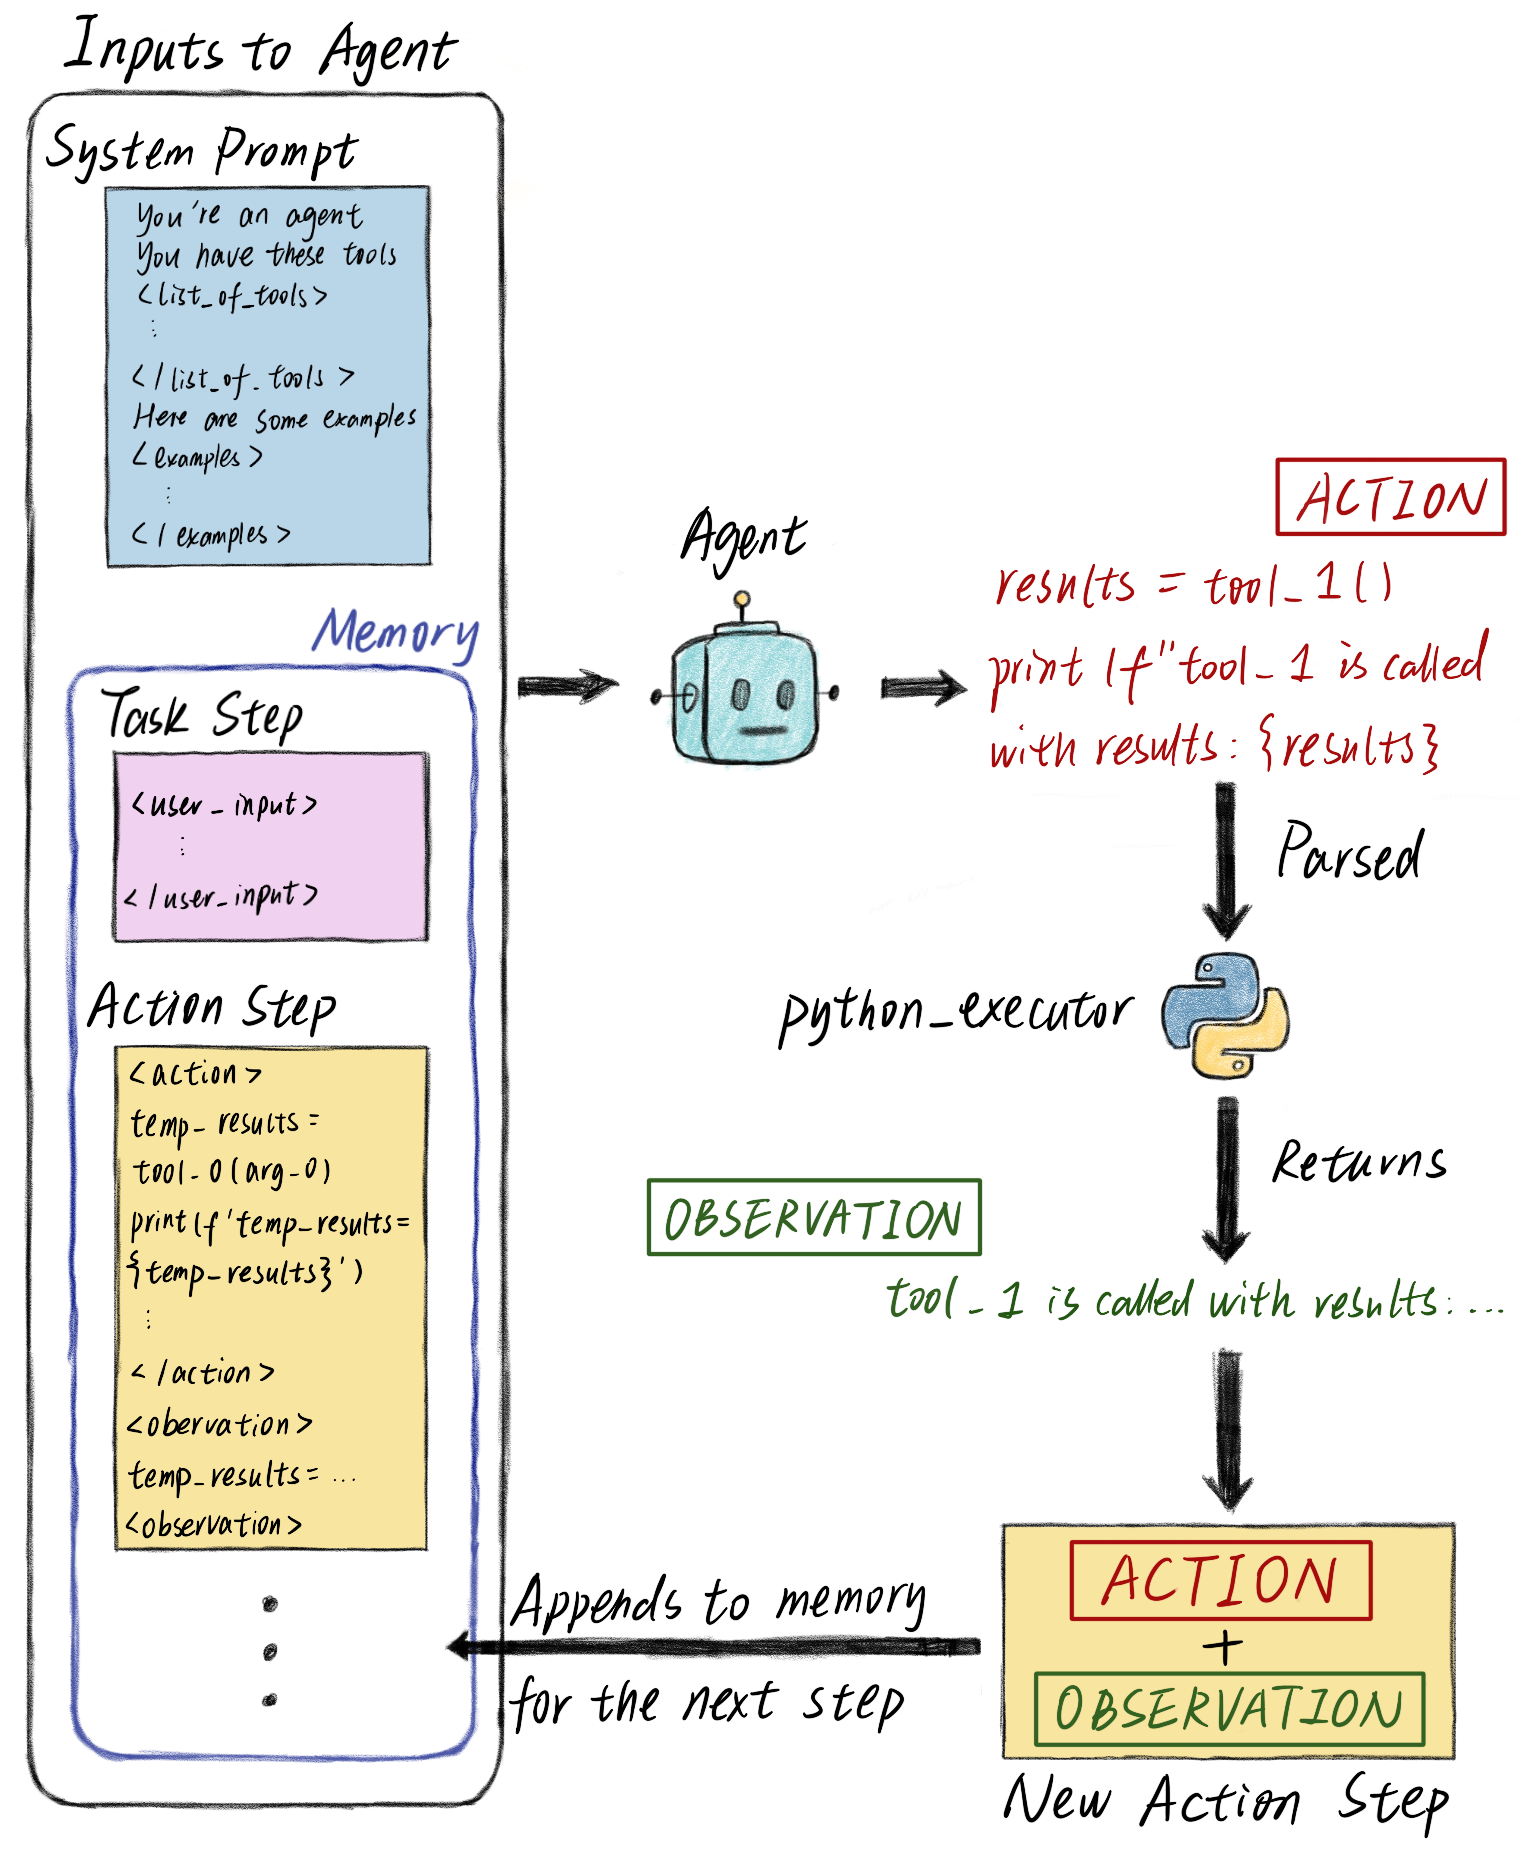 Inputs to Agent
System Prompt
You're an agent
You have these tools
<list_of_tools>
⋮
</list_of_tools>
Here are some examples
<examples>
⋮
</examples>
Memory
Task Step
<user_input>
⋮
</user_input>
Action Step
<action>
temp_results=
tool_0(arg_0)
print(f'temp_results=
{temp_results}')
⋮
</action>
<obervation>
temp_results= ...
<observation>
Agent
ACTION
results = tool_1()
print(f"tool_1 is called
with results: {results}
Parsed
python_executor
Returns
OBSERVATION
tool_1 is called with results: ...
ACTION
+
OBSERVATION
New Action Step
Appends to memory
for the next step